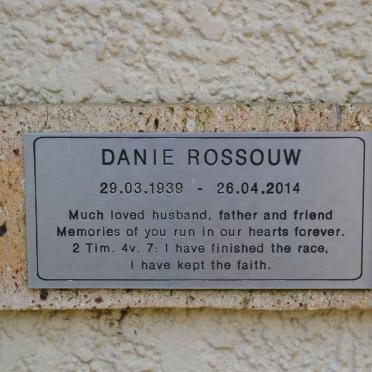 DANIE ROSSOUW
29.03.1939 - 26.04.2014
Much loved husband, father and friend
Memories of you run in our hearts forever.
2 Tim. 4v. 7: I have finished the race,
I have kept the faith.